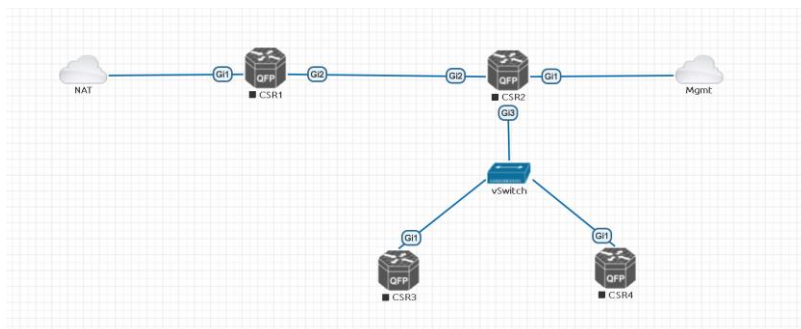 NAT
Gi1
QFP
CSR1
Gi2
Gi2
QFP
CSR2
Gi1
Mgmt
Gi3
vSwitch
Gi1
QFP
CSR3
Gi1
QFP
CSR4